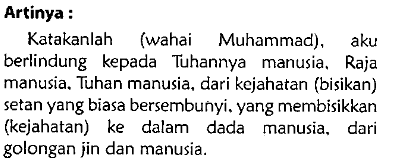 Artinya :
Katakanlah (wahai Muhammad), aku
berlindung kepada Tuhannya manusia, Raja
manusia, Tuhan manusia, dari kejahatan (bisikan)
setan yang biasa bersembunyi, yang membisikkan
(kejahatan) ke dalam dada manusia, dari
golongan jin dan manusia.